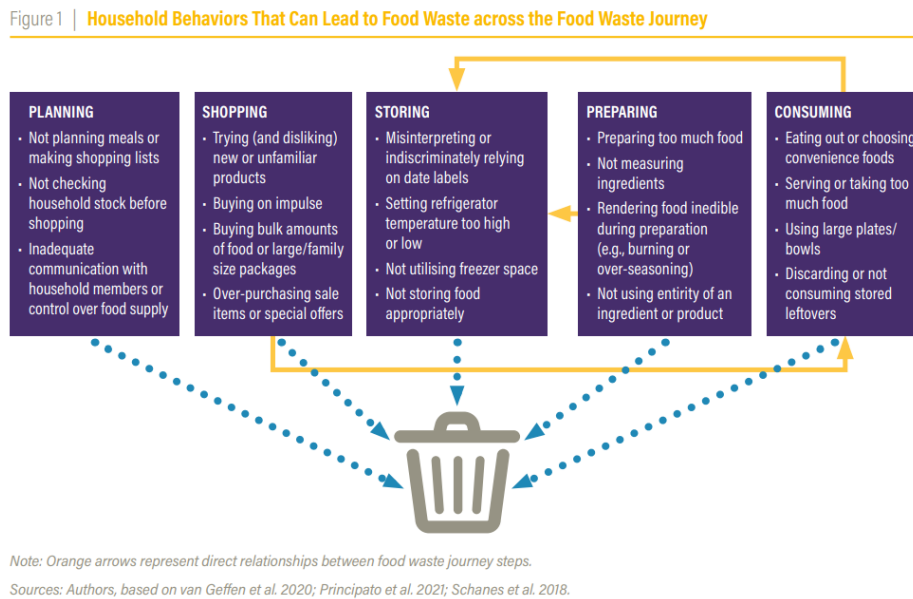 Figure 1 | Household Behaviors That Can Lead to Food Waste across the Food Waste Journey
PLANNING
· Not planning meals or
making shopping lists
· Not checking
household stock before
shopping
· Inadequate
communication with
household members or
control over food supply
SHOPPING
· Trying (and disliking)
new or unfamiliar
products
· Buying on impulse
· Buying bulk amounts
of food or large/family
size packages
· Over-purchasing sale
items or special offers
STORING
· Misinterpreting or
indiscriminately relying
on date labels
· Setting refrigerator
temperature too high
or low
· Not utilising freezer space
· Not storing food
appropriately
PREPARING
· Preparing too much food
· Not measuring
ingredients
· Rendering food inedible
during preparation
(e.g., burning or
over-seasoning)
· Not using entirity of an
ingredient or product
CONSUMING
· Eating out or choosing
convenience foods
· Serving or taking too
much food
· Using large plates/
bowls
· Discarding or not
consuming stored
leftovers
Note: Orange arrows represent direct relationships between food waste journey steps.
Sources: Authors, based on van Geffen et al. 2020; Principato et al. 2021; Schanes et al. 2018.